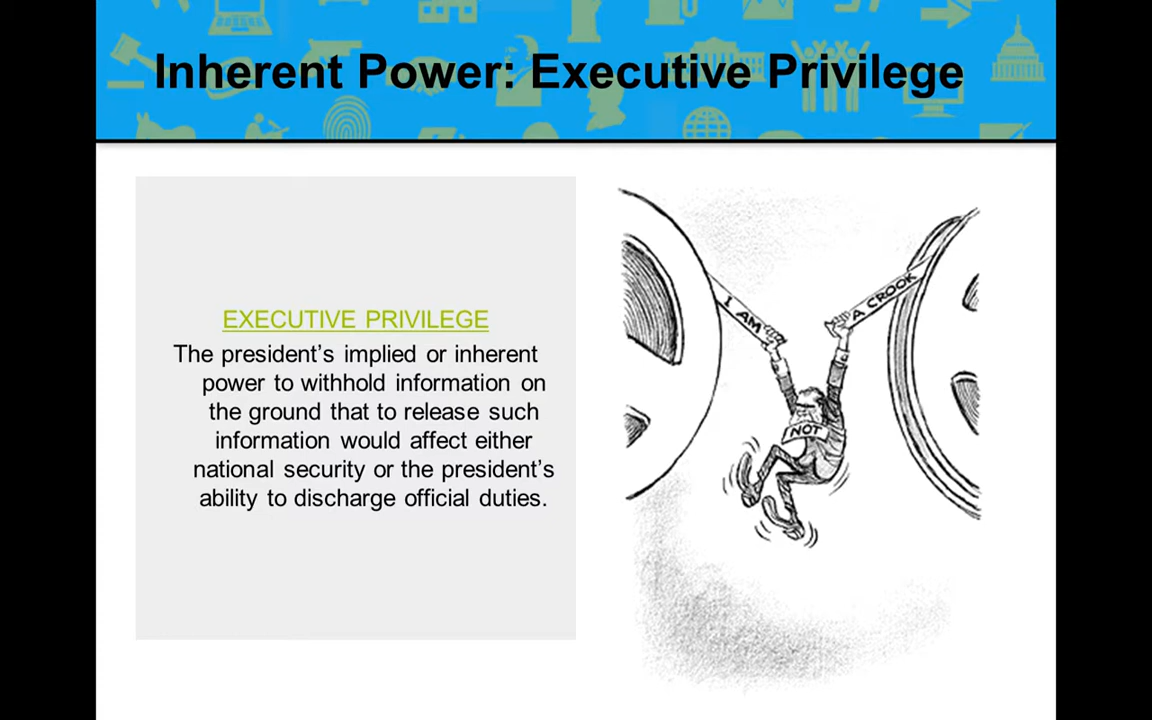 Inherent Power: Executive Privilege
EXECUTIVE PRIVILEGE
The president’s implied or inherent
power to withhold information on
the ground that to release such
information would affect either
national security or the president’s
ability to discharge official duties.
I AM
NOT
A CROOK